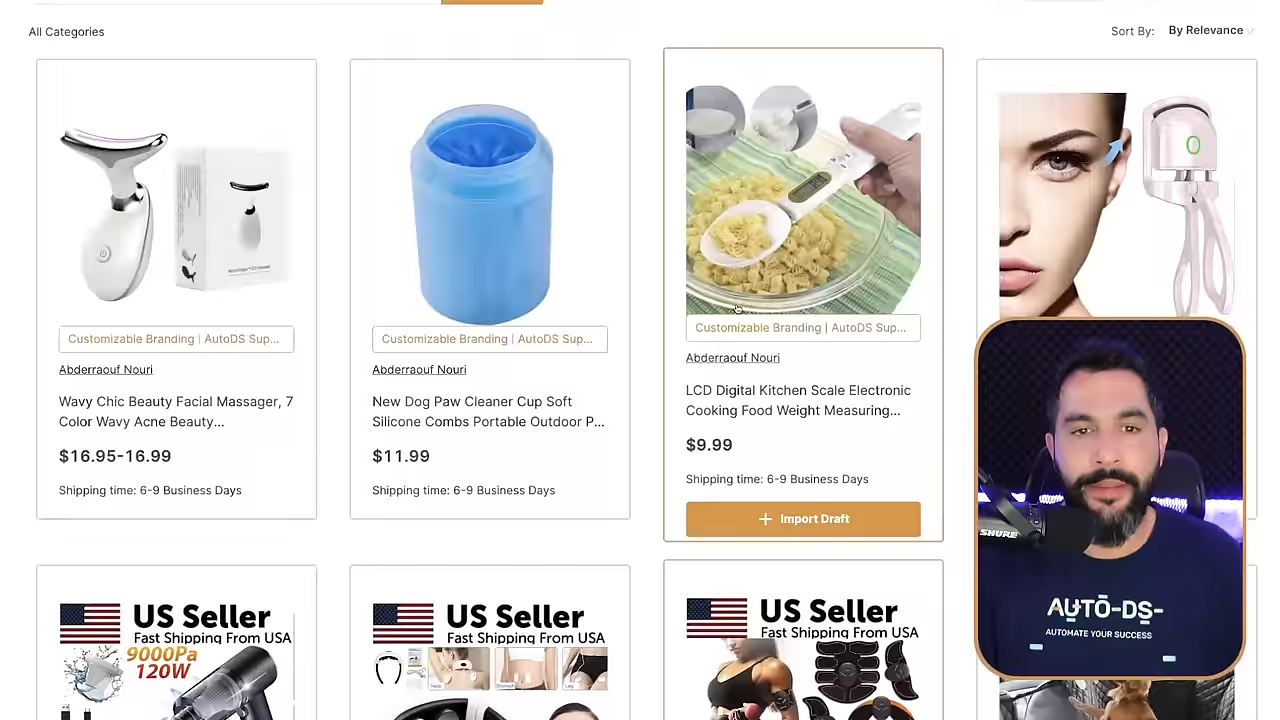 All Categories
Sort By: By Relevance
Customizable Branding | AutoDS Sup...
Abderraouf Nouri
Wavy Chic Beauty Facial Massager, 7
Color Wavy Acne Beauty...
$16.95-16.99
Shipping time: 6-9 Business Days
Customizable Branding | AutoDS Sup...
Abderraouf Nouri
New Dog Paw Cleaner Cup Soft
Silicone Combs Portable Outdoor P...
$11.99
Shipping time: 6-9 Business Days
Customizable Branding | AutoDS Sup...
Abderraouf Nouri
LCD Digital Kitchen Scale Electronic
Cooking Food Weight Measuring...
$9.99
Shipping time: 6-9 Business Days
+ Import Draft
SHURE
AUTO-DS-
AUTOMATE YOUR SUCCESS
US Seller
Fast Shipping From USA
9000Pa
120W
US Seller
Fast Shipping From USA
US Seller
Fast Shipping From USA